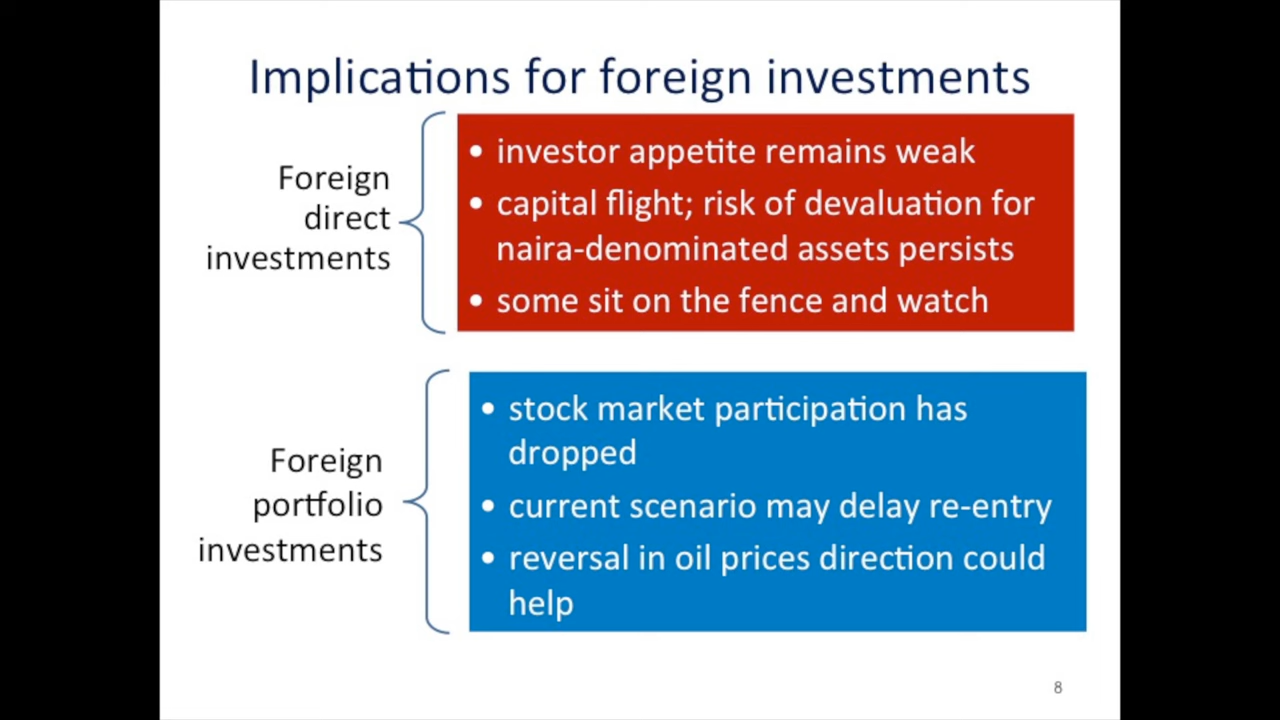 Implications for foreign investments
Foreign
direct
investments
• investor appetite remains weak
• capital flight; risk of devaluation for
naira-denominated assets persists
• some sit on the fence and watch
Foreign
portfolio
investments
• stock market participation has
dropped
• current scenario may delay re-entry
• reversal in oil prices direction could
help
8